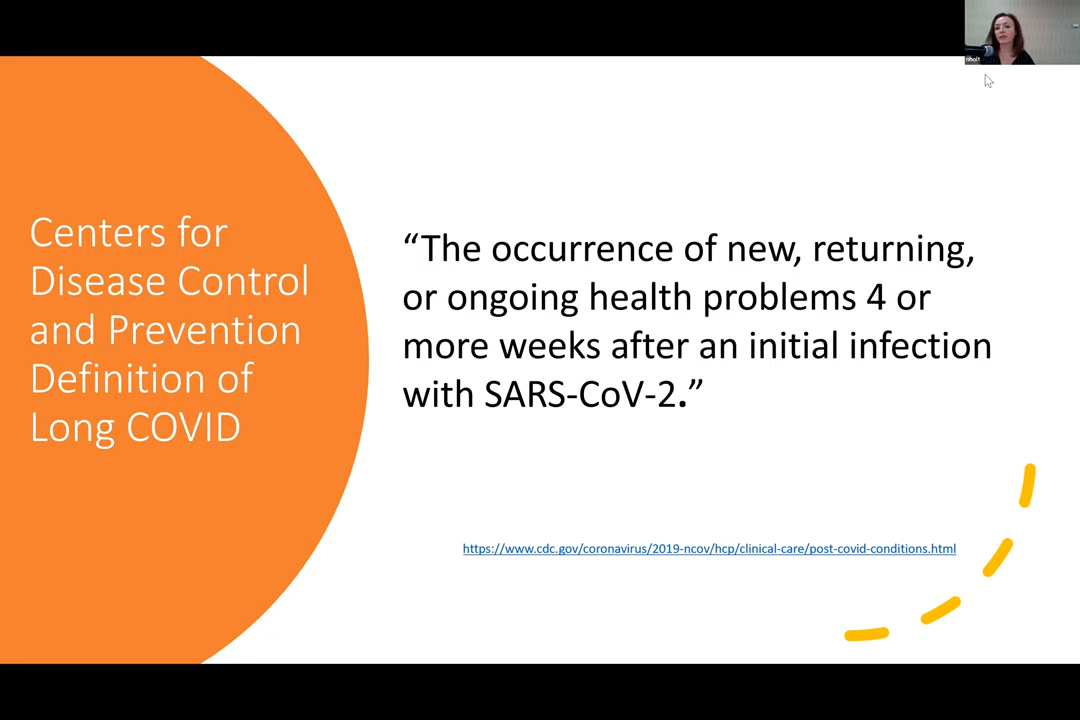 nholt
Centers for
Disease Control
and Prevention
Definition of
Long COVID
“The occurrence of new, returning,
or ongoing health problems 4 or
more weeks after an initial infection
with SARS-CoV-2.”
https://www.cdc.gov/coronavirus/2019-ncov/hcp/clinical-care/post-covid-conditions.html